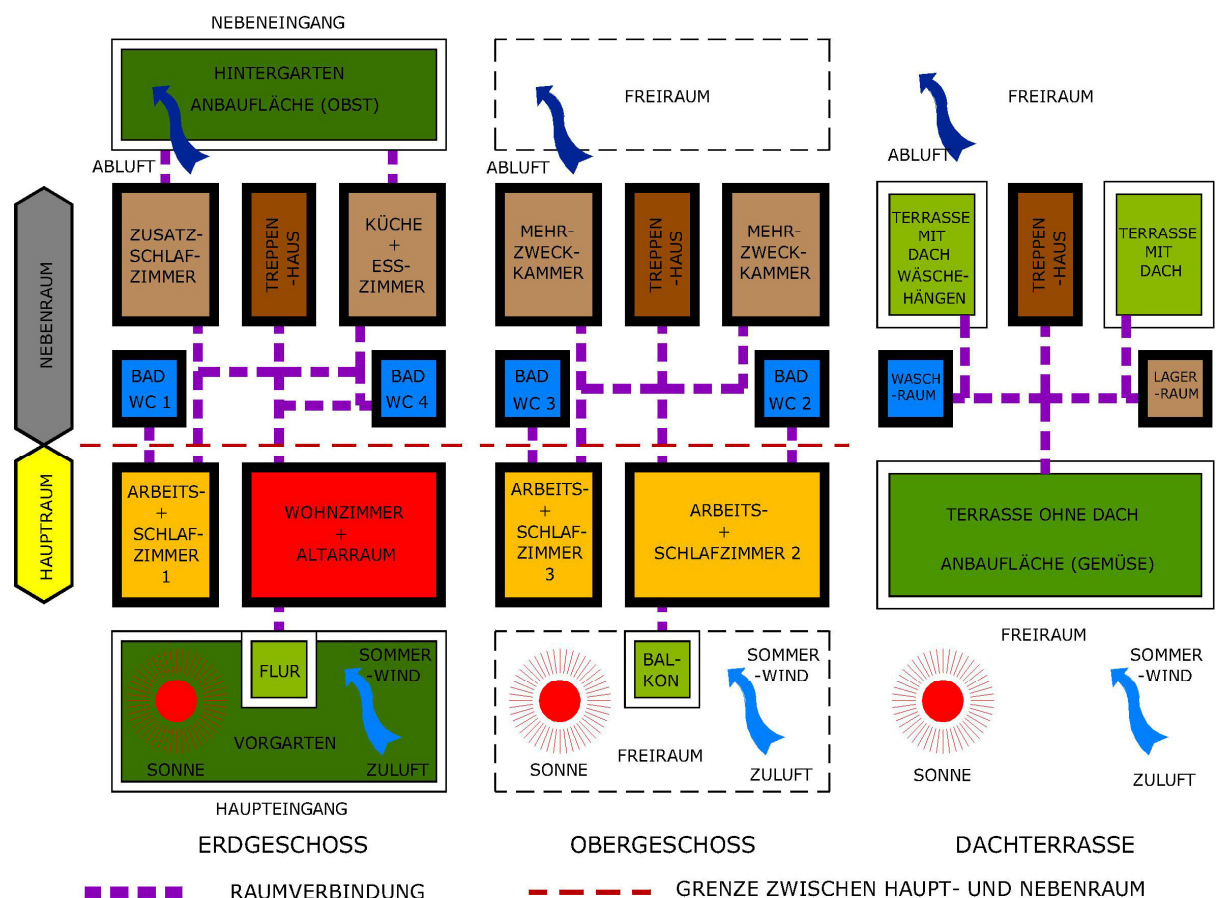 NEBENEINGANG
HINTERGARTEN
ANBAUFLÄCHE (OBST)
ABLUFT
ZUSATZ-
SCHLAF-
ZIMMER
TREPPEN
-HAUS
KÜCHE
+
ESS-
ZIMMER
BAD
WC 1
BAD
WC 4
ARBEITS-
+
SCHLAF-
ZIMMER
1
WOHNZIMMER
+
ALTARRAUM
FLUR
SOMMER
-WIND
VORGARTEN
SONNE
ZULUFT
HAUPTEINGANG
ERDGESCHOSS
FREIRAUM
ABLUFT
MEHR-
ZWECK-
KAMMER
TREPPEN
-HAUS
MEHR-
ZWECK-
KAMMER
BAD
WC 3
BAD
WC 2
ARBEITS-
+
SCHLAF-
ZIMMER
3
ARBEITS-
+
SCHLAFZIMMER 2
BAL-
KON
SOMMER
-WIND
FREIRAUM
SONNE
ZULUFT
OBERGESCHOSS
FREIRAUM
ABLUFT
TERRASSE
MIT
DACH
WÄSCHE-
HÄNGEN
TREPPEN
-HAUS
TERRASSE
MIT
DACH
WASCH
-RAUM
LAGER
-RAUM
TERRASSE OHNE DACH
ANBAUFLÄCHE (GEMÜSE)
FREIRAUM
SOMMER
-WIND
SONNE
ZULUFT
DACHTERRASSE
NEBENRAUM
HAUPTRAUM
RAUMVERBINDUNG
GRENZE ZWISCHEN HAUPT- UND NEBENRAUM